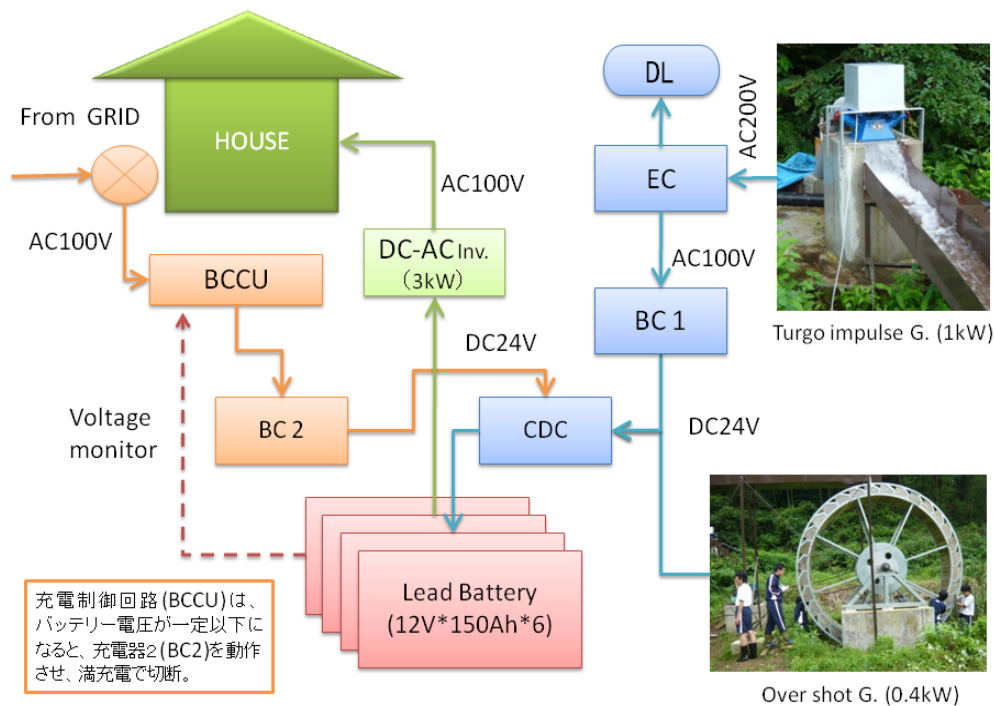 DL
From GRID
HOUSE
AC200V
EC
AC100V
AC100V
DC-AC Inv.
(3kW)
AC100V
BCCU
BC 1
Turgo impulse G. (1kW)
DC24V
Voltage
monitor
BC 2
CDC
DC24V
Lead Battery
(12V*150Ah*6)
充電制御回路(BCCU)は、
バッテリー電圧が一定以下に
なると、充電器2(BC2)を動作
させ、満充電で切断。
Over shot G. (0.4kW)